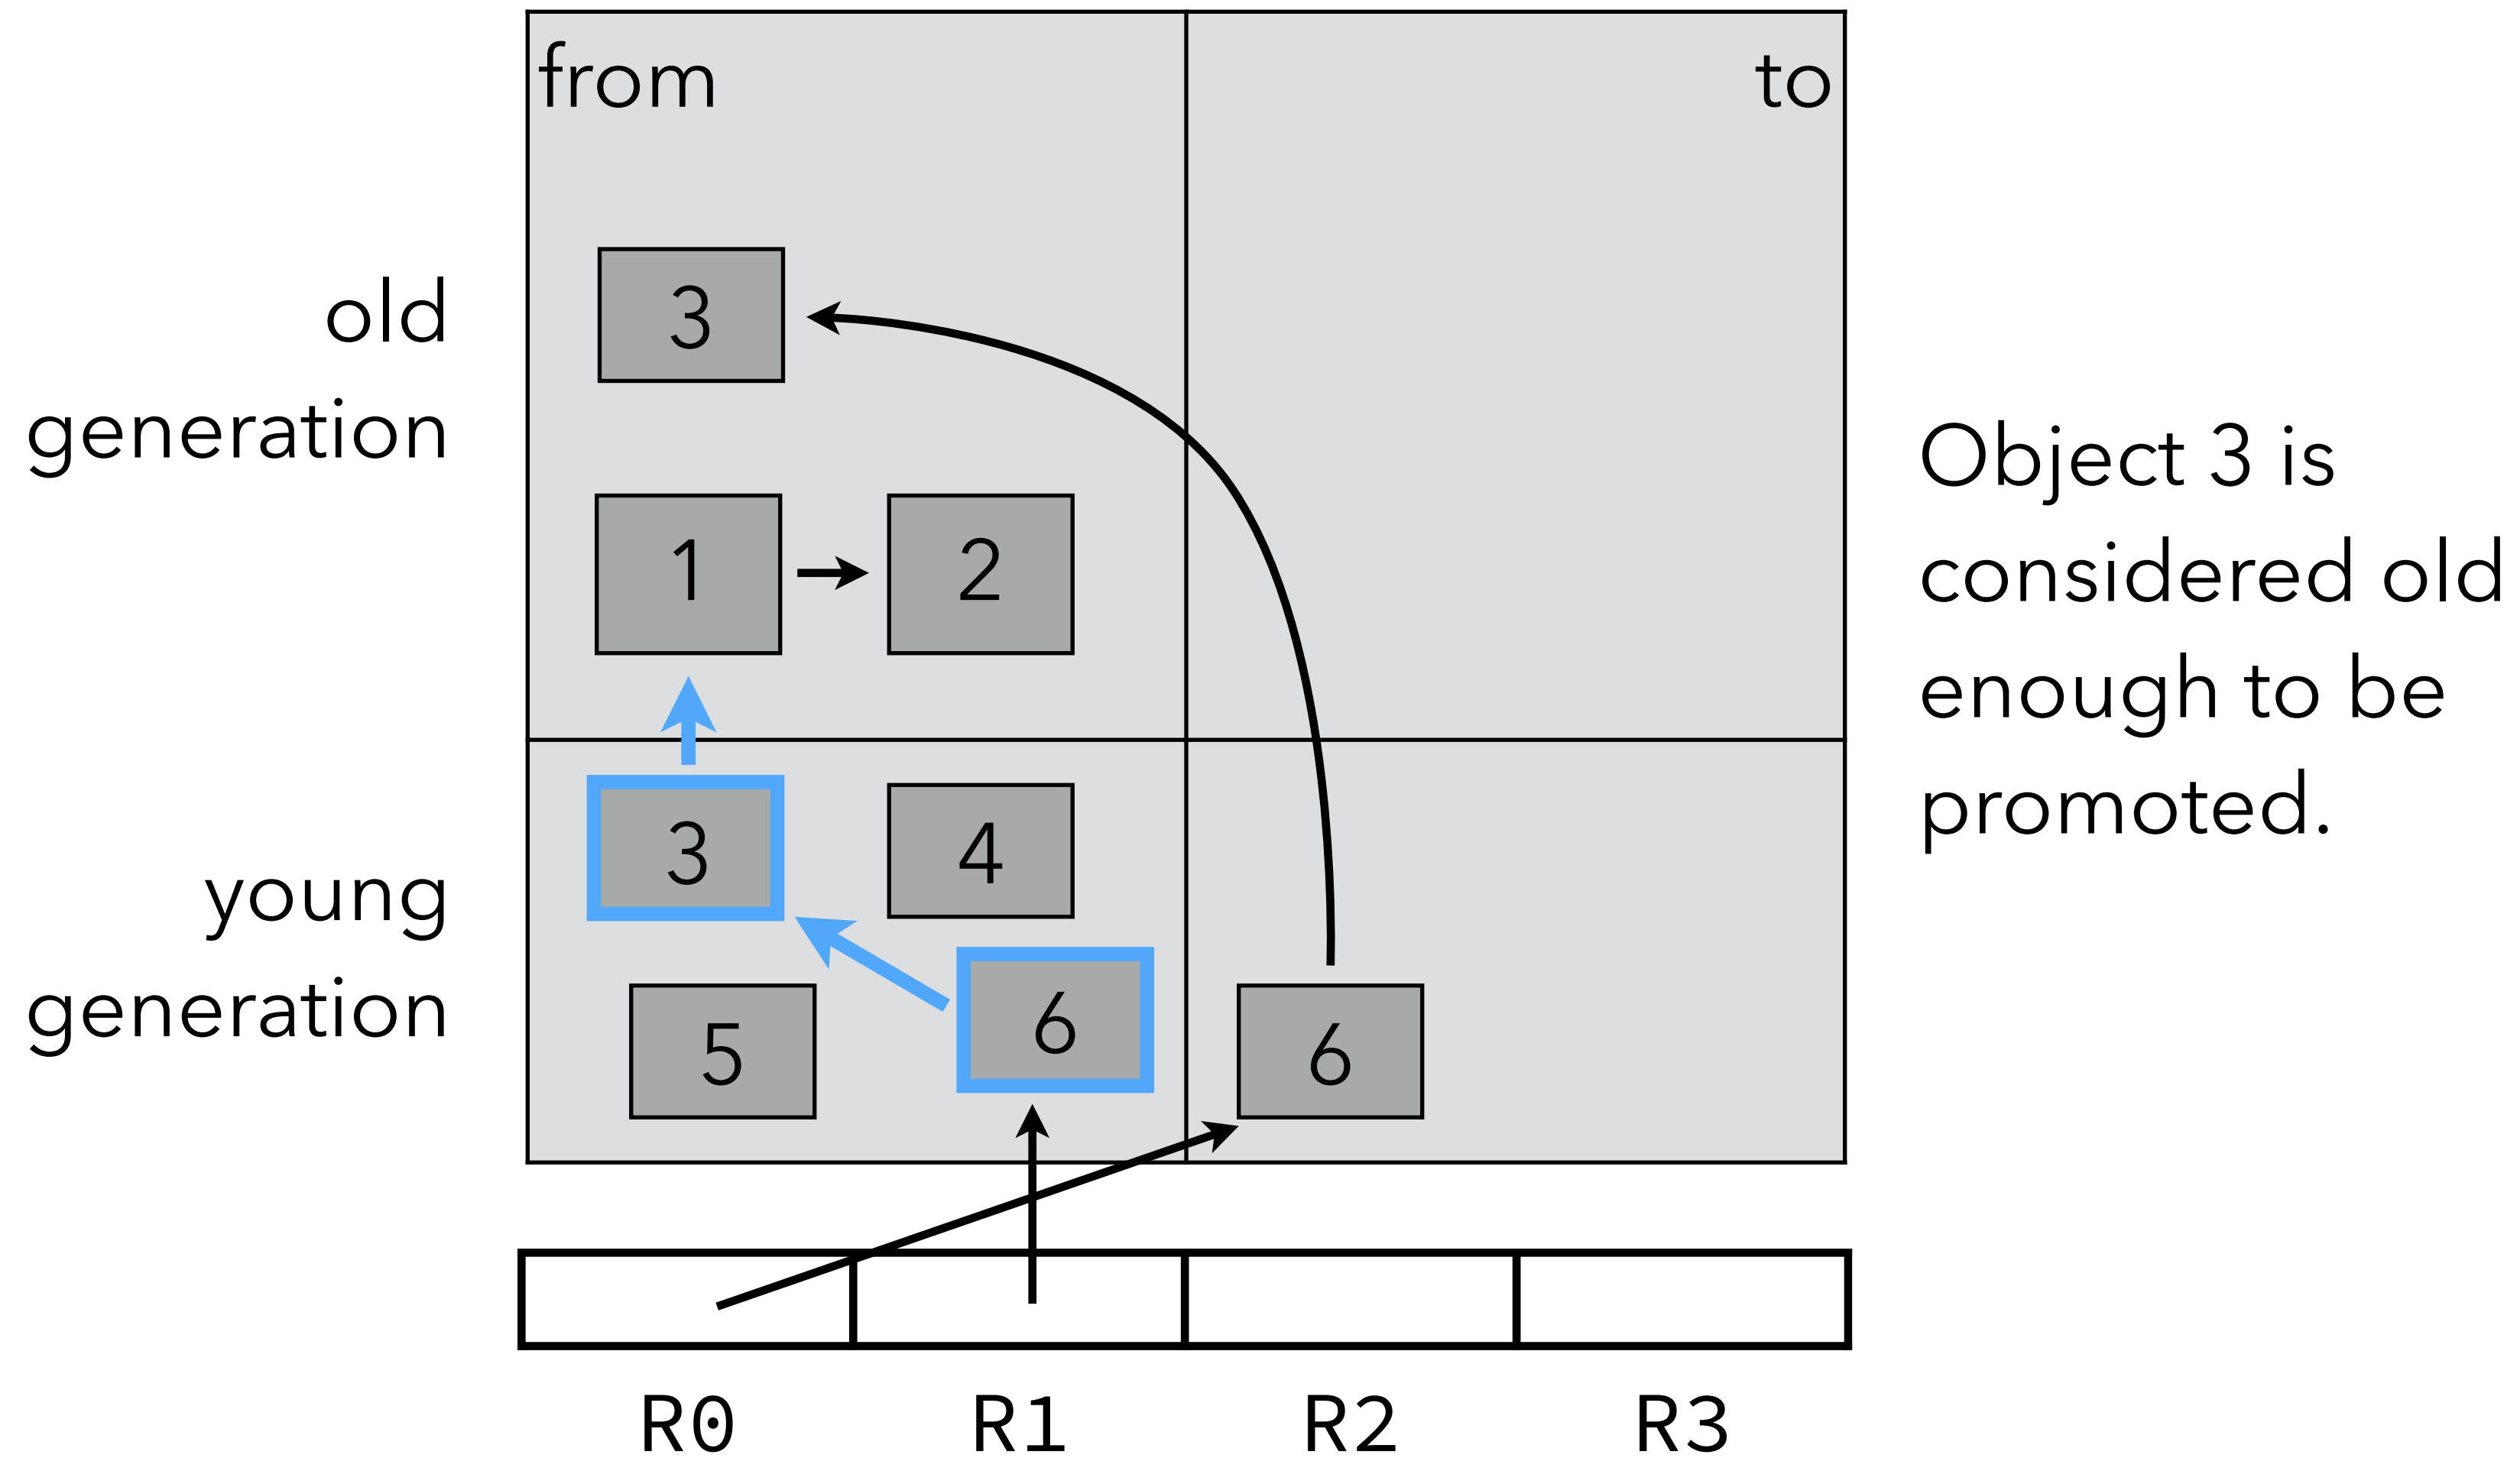 from
to
old
generation
3
1
2
Object 3 is
considered old
enough to be
promoted.
young
generation
3
4
5
6
6
R0
R1
R2
R3